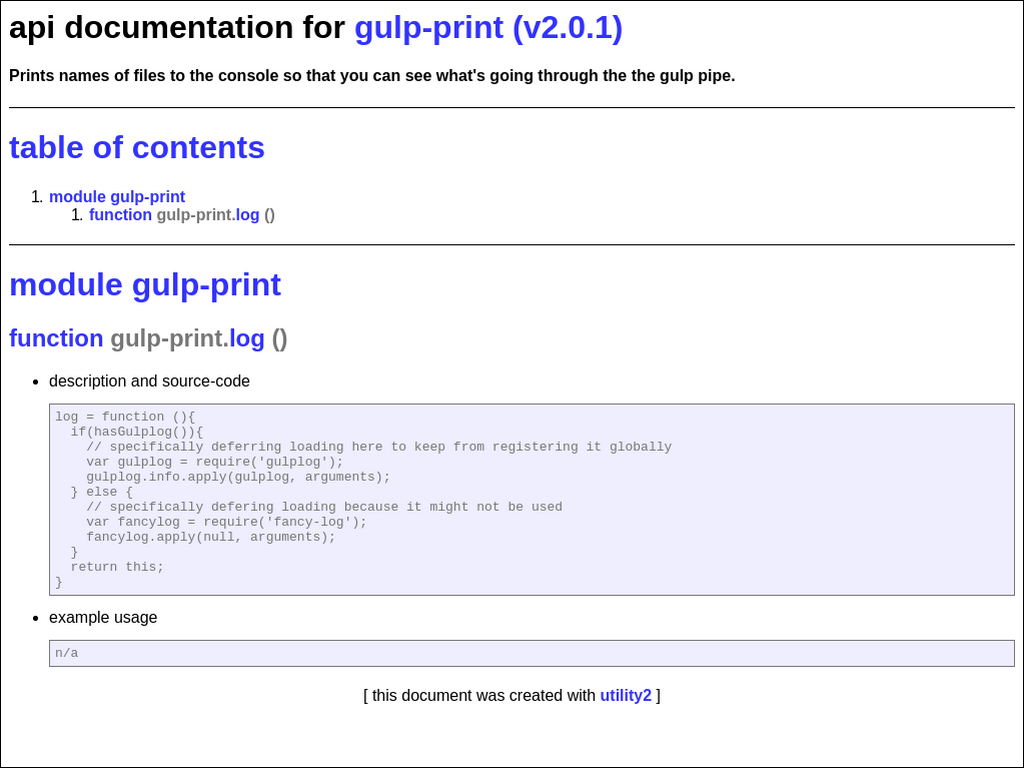 api documentation for gulp-print (v2.0.1)
Prints names of files to the console so that you can see what's going through the the gulp pipe.
table of contents
1. module gulp-print
1. function gulp-print.log ()
module gulp-print
function gulp-print.log ()
• description and source-code
log = function (){
  if(hasGulplog()){
    // specifically deferring loading here to keep from registering it globally
    var gulplog = require('gulplog');
    gulplog.info.apply(gulplog, arguments);
  } else {
    // specifically defering loading because it might not be used
    var fancylog = require('fancy-log');
    fancylog.apply(null, arguments);
  }
  return this;
}
• example usage
n/a
[ this document was created with utility2 ]